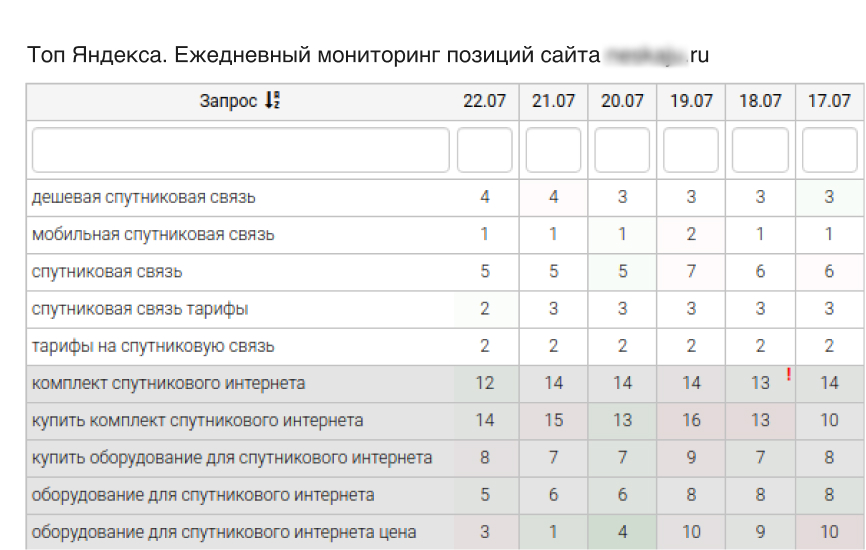 Топ Яндекса. Ежедневный мониторинг позиций сайта .ru
Запрос 22.07 21.07 20.07 19.07 18.07 17.07
дешевая спутниковая связь 4 4 3 3 3 3
мобильная спутниковая связь 1 1 1 2 1 1
спутниковая связь 5 5 5 7 6 6
спутниковая связь тарифы 2 3 3 3 3 3
тарифы на спутниковую связь 2 2 2 2 2 2
комплект спутникового интернета 12 14 14 14 13 ! 14
купить комплект спутникового интернета 14 15 13 16 13 10
купить оборудование для спутникового интернета 8 7 7 9 7 8
оборудование для спутникового интернета 5 6 6 8 8 8
оборудование для спутникового интернета цена 3 1 4 10 9 10